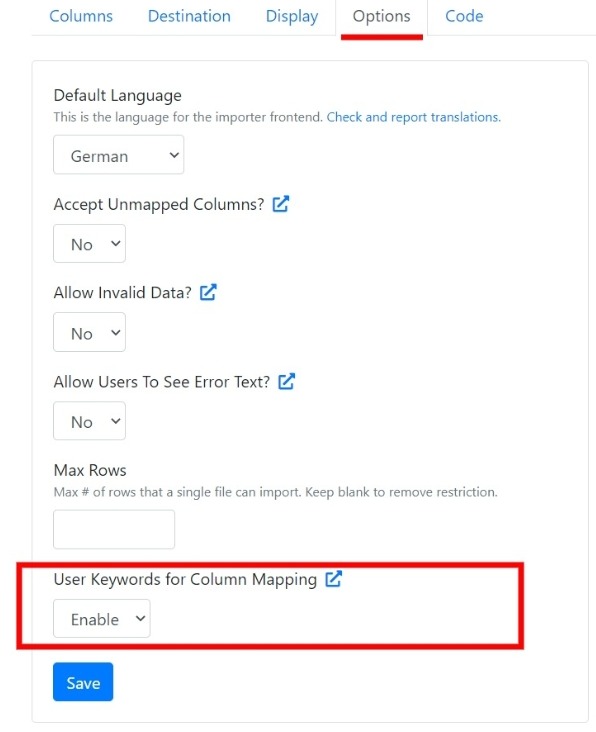 Columns Destination Display Options Code
Default Language
This is the language for the importer frontend. Check and report translations.
German
Accept Unmapped Columns?
No
Allow Invalid Data?
No
Allow Users To See Error Text?
No
Max Rows
Max # of rows that a single file can import. Keep blank to remove restriction.
User Keywords for Column Mapping
Enable
Save